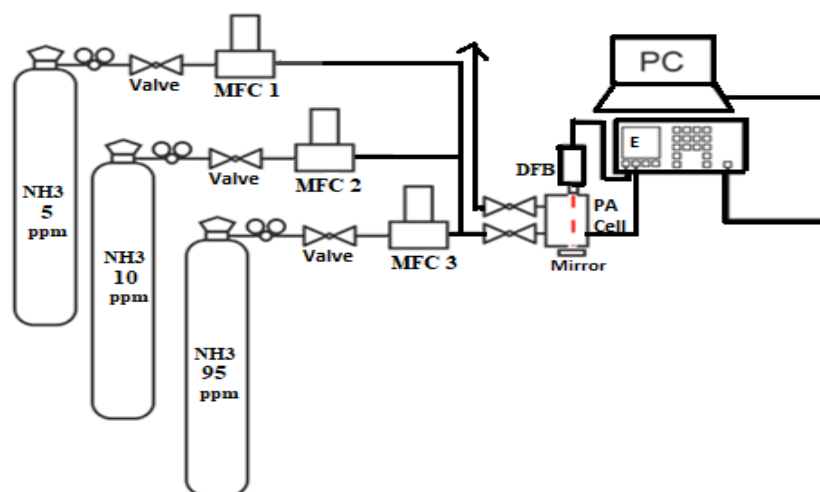 PC
Valve
MFC 1
E
NH3
5
ppm
Valve
MFC 2
DFB
NH3
10
ppm
PA
Cell
Valve
MFC 3
Mirror
NH3
95
ppm